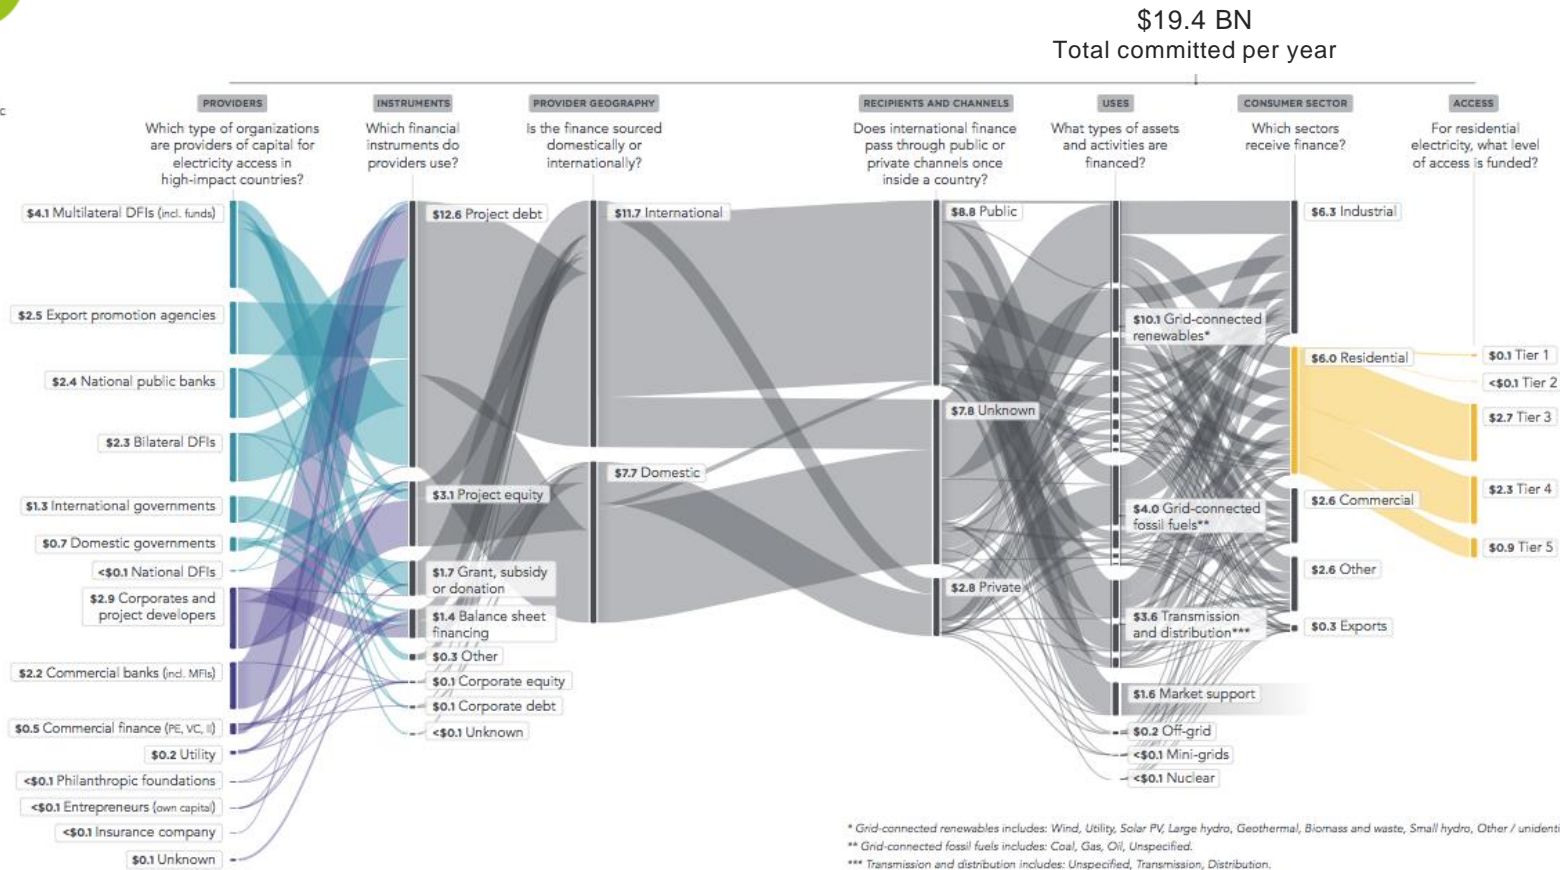 $19.4 BN
Total committed per year
c
PROVIDERS
Which type of organizations
are providers of capital for
electricity access in
high-impact countries?
INSTRUMENTS
Which financial
instruments do
providers use?
PROVIDER GEOGRAPHY
Is the finance sourced
domestically or
internationally?
RECIPIENTS AND CHANNELS
Does international finance
pass through public or
private channels once
inside a country?
USES
What types of assets
and activities are
financed?
CONSUMER SECTOR
Which sectors
receive finance?
ACCESS
For residential
electricity, what level
of access is funded?
$4.1 Multilateral DFIs (incl. funds)
$2.5 Export promotion agencies
$2.4 National public banks
$2.3 Bilateral DFIs
$1.3 International governments
$0.7 Domestic governments
<$0.1 National DFIs
$2.9 Corporates and
project developers
$2.2 Commercial banks (incl. MFIs)
$0.5 Commercial finance (PE, VC, II)
$0.2 Utility
<$0.1 Philanthropic foundations
<$0.1 Entrepreneurs (own capital)
<$0.1 Insurance company
$0.1 Unknown
$12.6 Project debt
$3.1 Project equity
$1.7 Grant, subsidy
or donation
$1.4 Balance sheet
financing
$0.3 Other
$0.1 Corporate equity
$0.1 Corporate debt
<$0.1 Unknown
$11.7 International
$7.7 Domestic
$8.8 Public
$7.8 Unknown
$2.8 Private
$10.1 Grid-connected
renewables*
$4.0 Grid-connected
fossil fuels**
$3.6 Transmission
and distribution***
$1.6 Market support
$0.2 Off-grid
<$0.1 Mini-grids
<$0.1 Nuclear
$6.3 Industrial
$6.0 Residential
$2.6 Commercial
$2.6 Other
$0.3 Exports
$0.1 Tier 1
<$0.1 Tier 2
$2.7 Tier 3
$2.3 Tier 4
$0.9 Tier 5
* Grid-connected renewables includes: Wind, Utility, Solar PV, Large hydro, Geothermal, Biomass and waste, Small hydro, Other / unidenti
** Grid-connected fossil fuels includes: Coal, Gas, Oil, Unspecified.
*** Transmission and distribution includes: Unspecified, Transmission, Distribution.